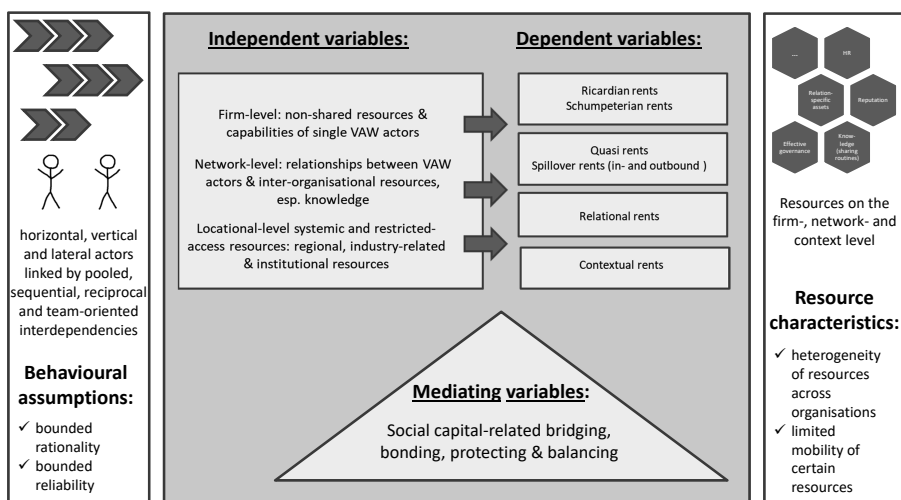 horizontal, vertical
and lateral actors
linked by pooled,
sequential, reciprocal
and team-oriented
interdependencies
Behavioural
assumptions:
✓ bounded
rationality
✓ bounded
reliability
Independent variables:
Firm-level: non-shared resources &
capabilities of single VAW actors
Network-level: relationships between VAW
actors & inter-organisational resources,
esp. knowledge
Locational-level systemic and restricted-
access resources: regional, industry-related
& institutional resources
Dependent variables:
Ricardian rents
Schumpeterian rents
Quasi rents
Spillover rents (in- and outbound )
Relational rents
Contextual rents
Mediating variables:
Social capital-related bridging,
bonding, protecting & balancing
...
HR
Relation-
specific
assets
Reputation
Effective
governance
Know-
ledge
(sharing
routines)
Resources on the
firm-, network- and
context level
Resource
characteristics:
✓ heterogeneity
of resources
across
organisations
✓ limited
mobility of
certain
resources